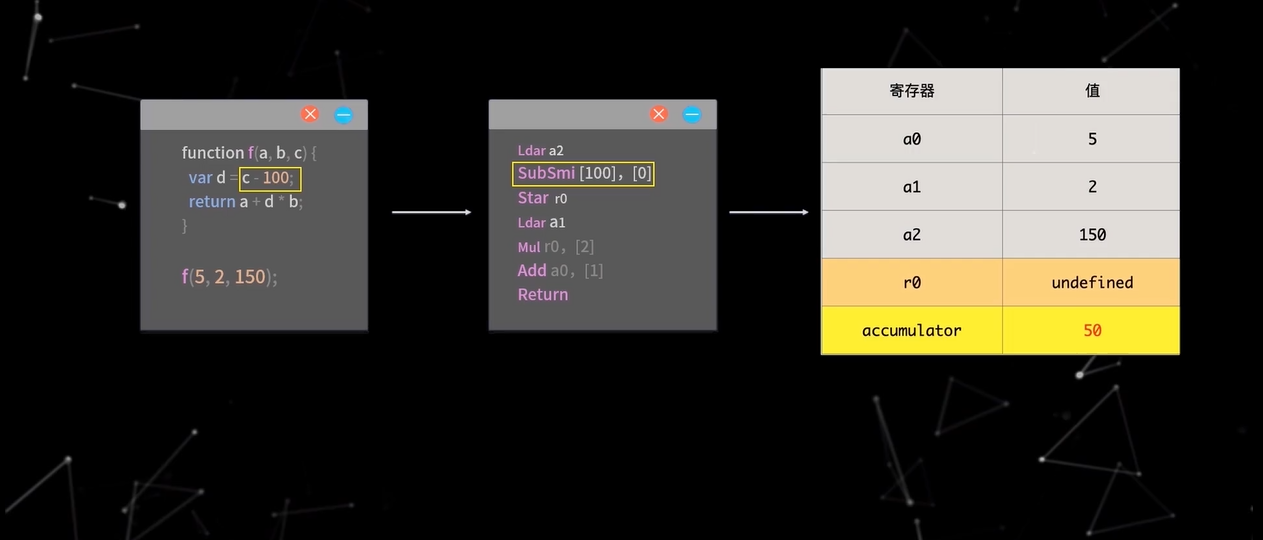 function f(a, b, c) {
var d = c - 100;
return a + d * b;
}
f(5, 2, 150);
Ldar a2
SubSmi [100], [0]
Star r0
Ldar a1
Mul r0, [2]
Add a0, [1]
Return
寄存器 值
a0 5
a1 2
a2 150
r0 undefined
accumulator 50